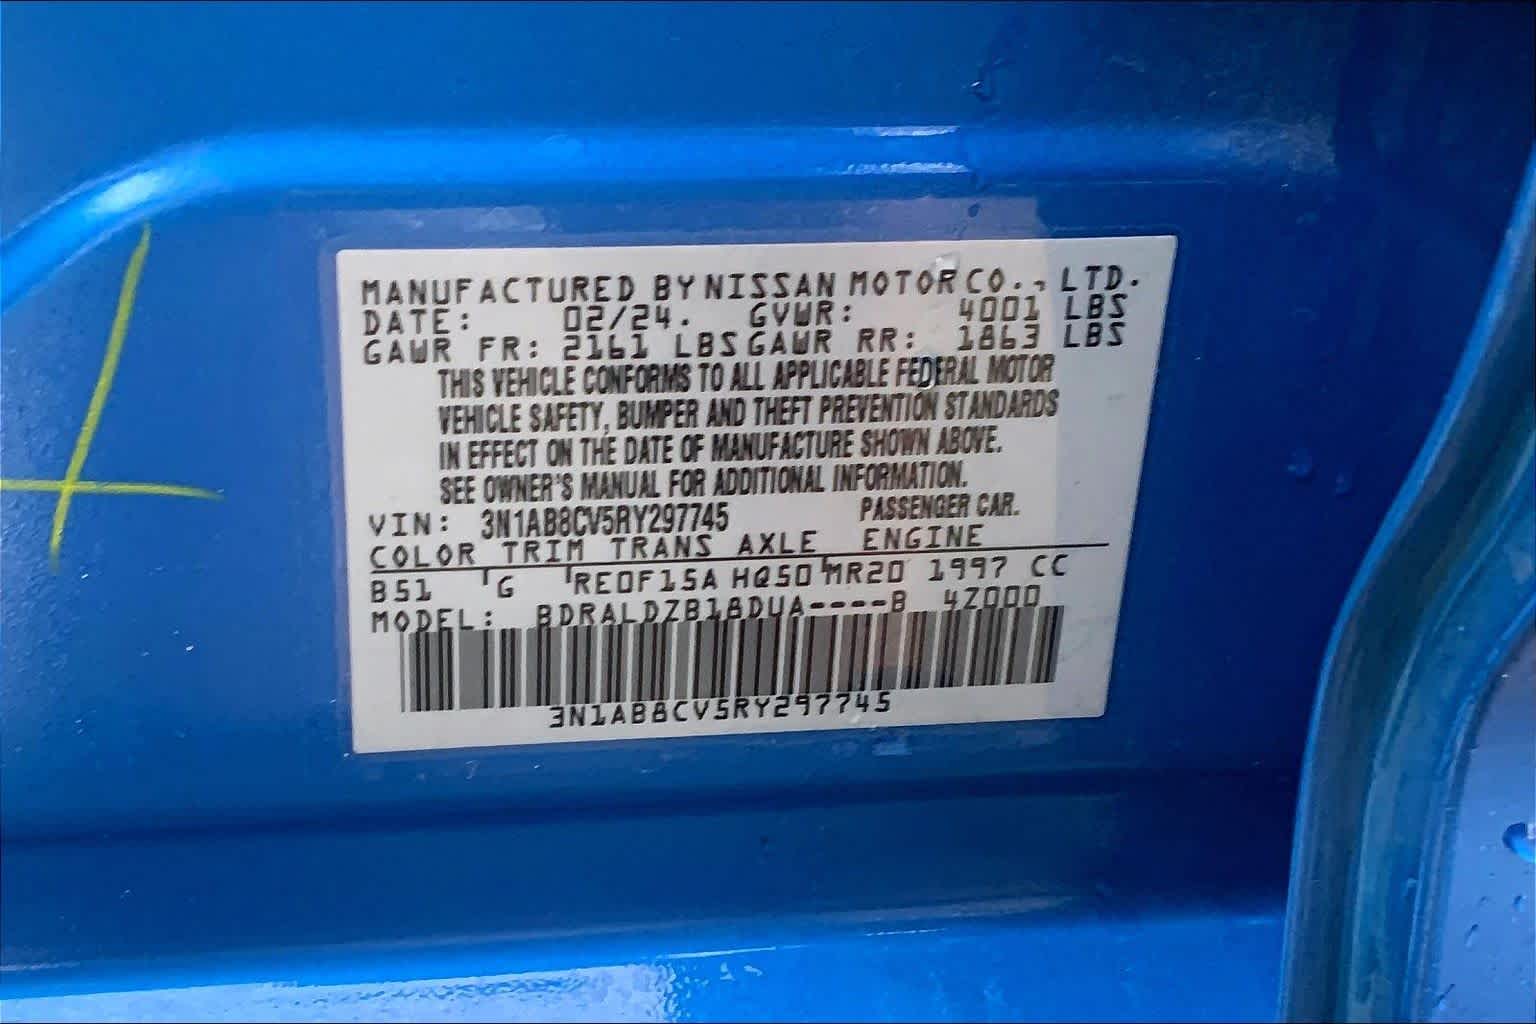 MANUFACTURED BY NISSAN MOTOR CO., LTD.
DATE: 02/24. GVWR: 4001 LBS
GAWR FR: 2161 LBS GAWR RR: 1863 LBS
THIS VEHICLE CONFORMS TO ALL APPLICABLE FEDERAL MOTOR
VEHICLE SAFETY, BUMPER AND THEFT PREVENTION STANDARDS
IN EFFECT ON THE DATE OF MANUFACTURE SHOWN ABOVE.
SEE OWNER'S MANUAL FOR ADDITIONAL INFORMATION.
VIN: 3N1AB8CV5RY297745 PASSENGER CAR.
COLOR TRIM TRANS AXLE ENGINE
B51 G RE0F15A HQ50 MR20 1997 CC
MODEL: BDRALDZB18DUA----B 4Z000
3N1AB8CV5RY297745